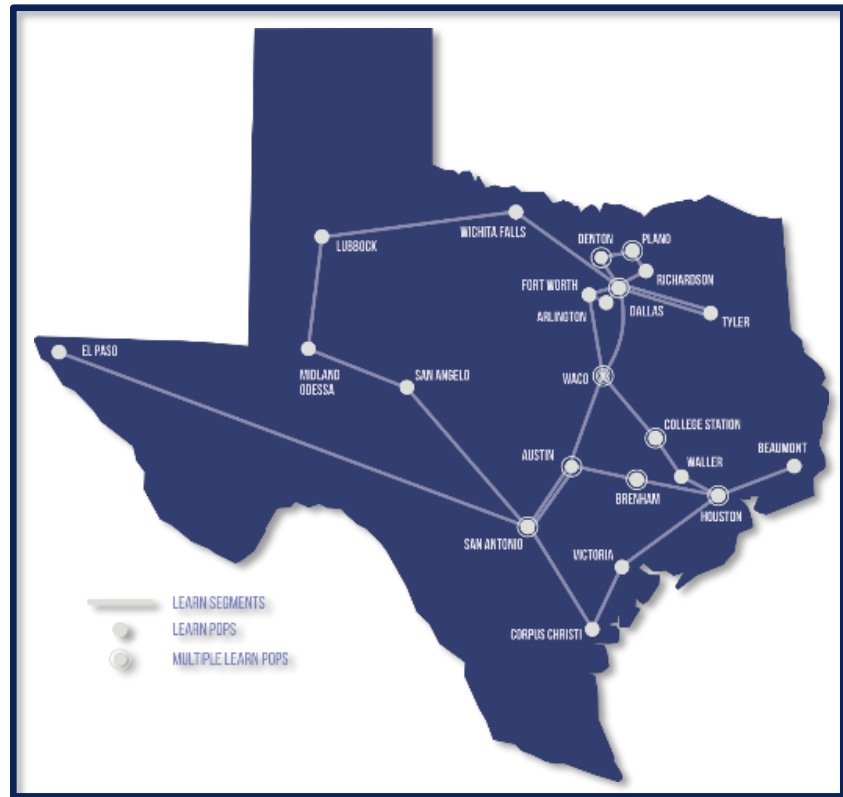 WICHITA FALLS
DENTON
PLANO
LUBBOCK
RICHARDSON
FORT WORTH
DALLAS
ARLINGTON
TYLER
EL PASO
MIDLAND
ODESSA
SAN ANGELO
WACO
COLLEGE STATION
BEAUMONT
AUSTIN
WALLER
BRENHAM
HOUSTON
SAN ANTONIO
VICTORIA
CORPUS CHRISTI
LEARN SEGMENTS
LEARN POPS
MULTIPLE LEARN POPS